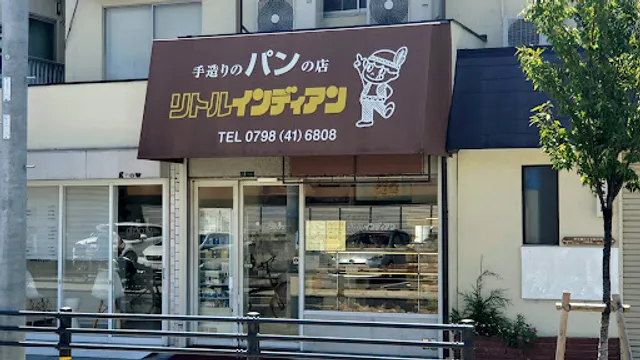 手造りのパンの店
リトルインディアン
TEL 0798 (41) 6808